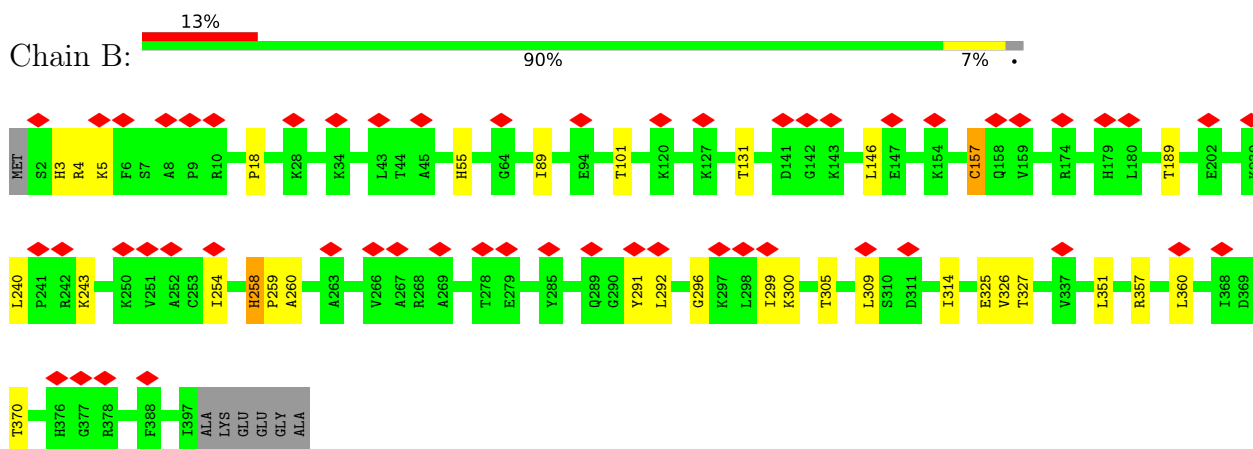 13%
Chain B:
90% 7% •
MET S2 H3 R4 K5 F6 S7 A8 P9 R10 P18 K28 K34 L43 T44 A45 H55 G64 I89 E94 T101 K120 K127 T131 D141 G142 K143 L146 E147 K154 C157 Q158 V159 R174 H179 L180 T189 E202
L240 P241 R242 K243 K250 V251 A252 C253 I254 H258 P259 A260 A263 V266 A267 R268 A269 T278 E279 Y285 Q289 G290 Y291 L292 G296 K297 L298 I299 K300 T305 L309 S310 D311 I314 E325 V326 T327 V337 L351 R357 L360 I368 D369
T370 H376 G377 R378 F388 I397 ALA LYS GLU GLU GLY ALA